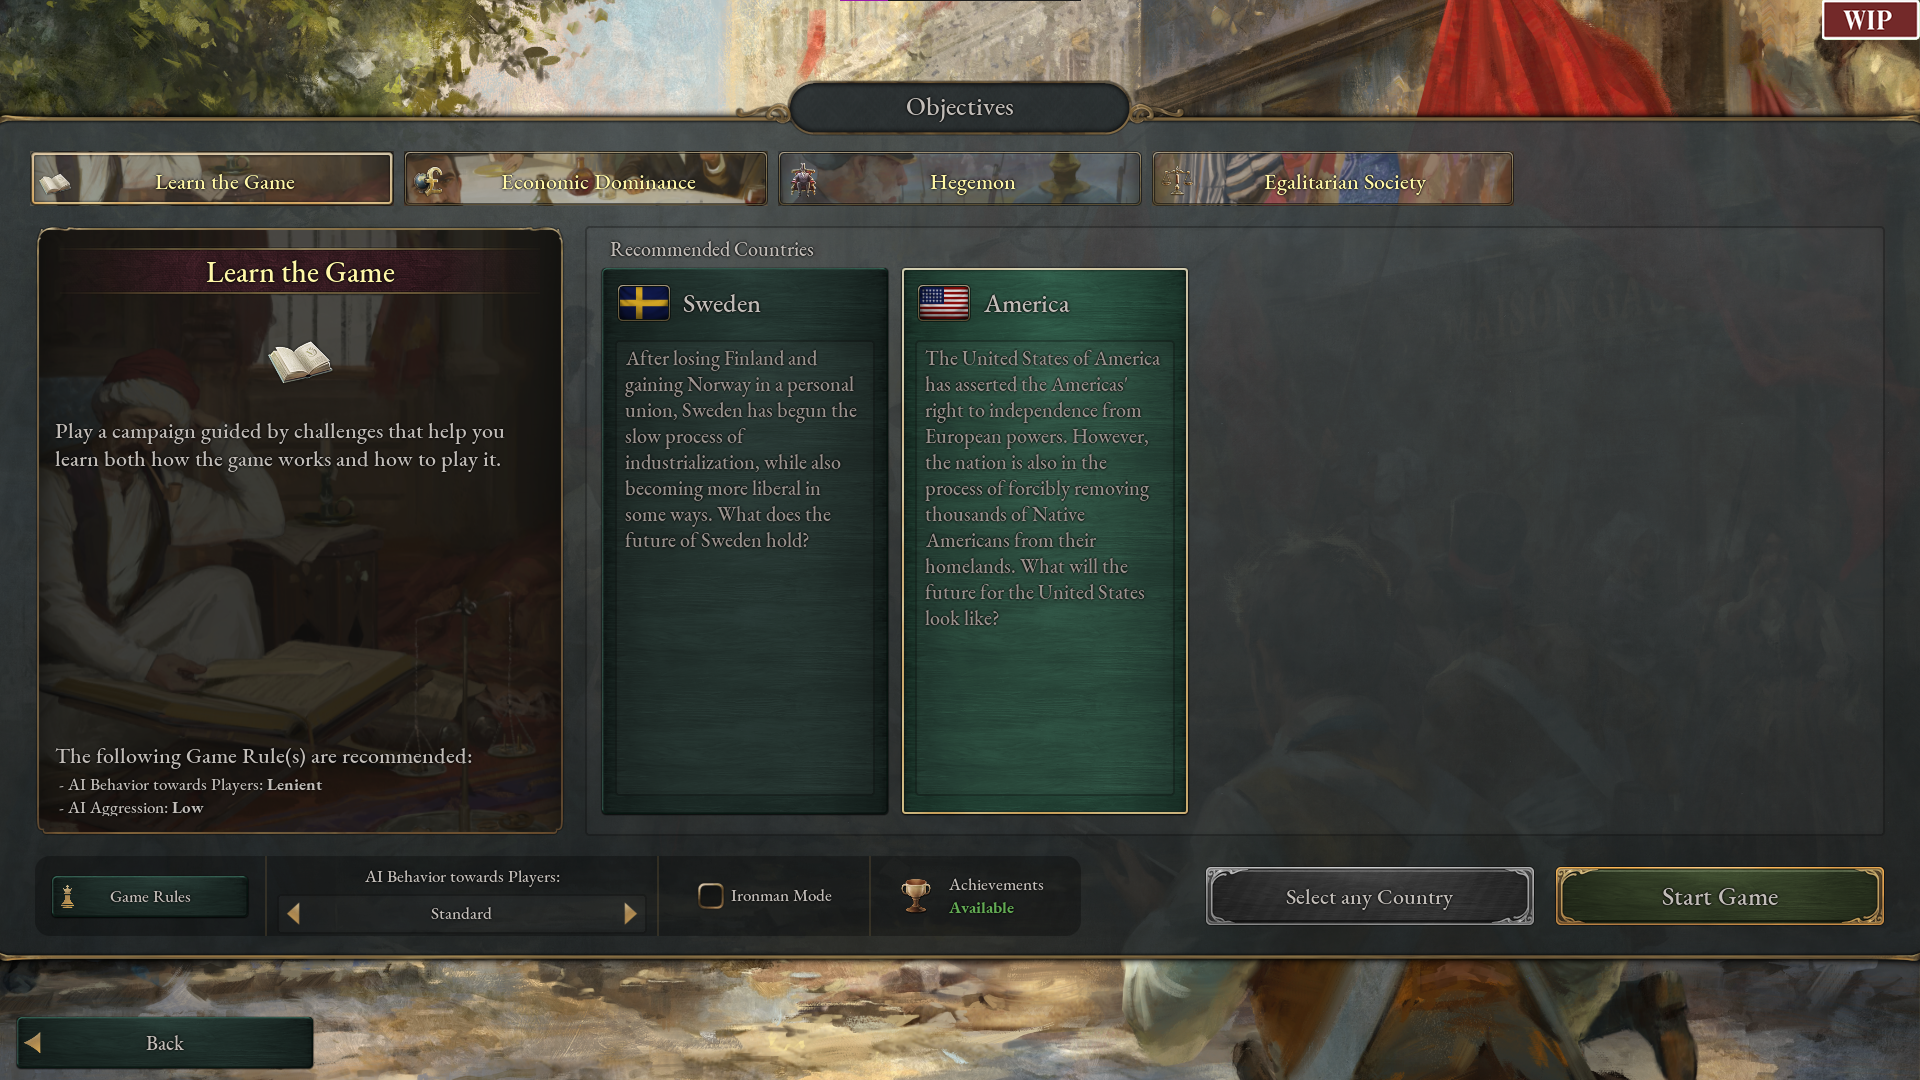 WIP
Objectives
Learn the Game
Economic Dominance
Hegemon
Egalitarian Society
Learn the Game
Play a campaign guided by challenges that help you
learn both how the game works and how to play it.
The following Game Rule(s) are recommended:
- AI Behavior towards Players: Lenient
- AI Aggression: Low
Recommended Countries
Sweden
After losing Finland and
gaining Norway in a personal
union, Sweden has begun the
slow process of
industrialization, while also
becoming more liberal in
some ways. What does the
future of Sweden hold?
America
The United States of America
has asserted the Americas'
right to independence from
European powers. However,
the nation is also in the
process of forcibly removing
thousands of Native
Americans from their
homelands. What will the
future for the United States
look like?
Game Rules
AI Behavior towards Players:
Standard
Ironman Mode
Achievements
Available
Select any Country
Start Game
Back